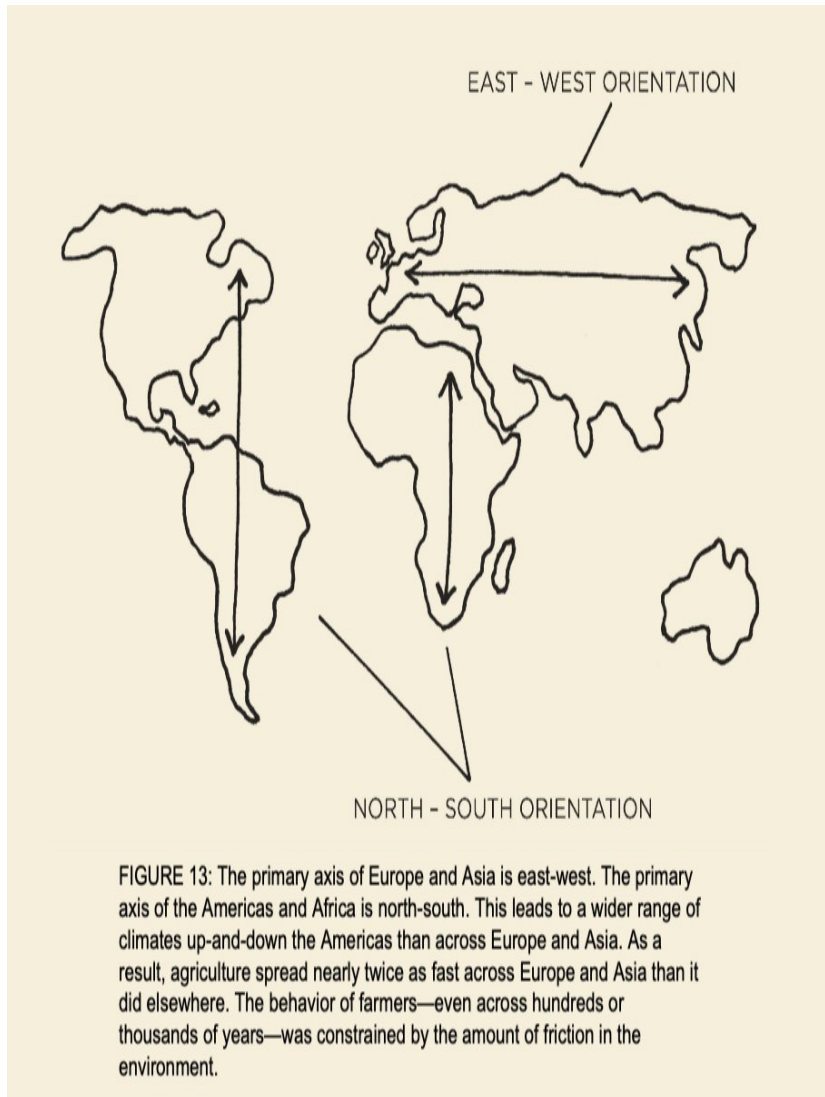 EAST – WEST ORIENTATION
NORTH – SOUTH ORIENTATION
FIGURE 13: The primary axis of Europe and Asia is east-west. The primary
axis of the Americas and Africa is north-south. This leads to a wider range of
climates up-and-down the Americas than across Europe and Asia. As a
result, agriculture spread nearly twice as fast across Europe and Asia than it
did elsewhere. The behavior of farmers—even across hundreds or
thousands of years—was constrained by the amount of friction in the
environment.